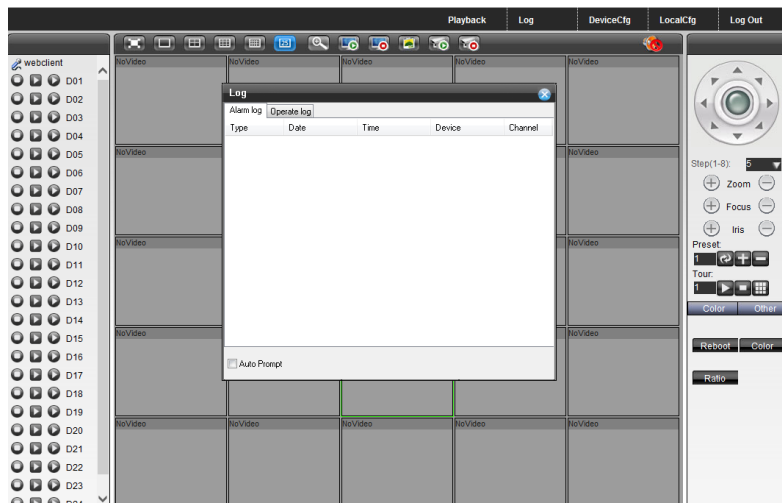 Playback Log DeviceCfg LocalCfg Log Out
webclient
D01
D02
D03
D04
D05
D06
D07
D08
D09
D10
D11
D12
D13
D14
D15
D16
D17
D18
D19
D20
D21
D22
D23
NoVideo NoVideo NoVideo NoVideo NoVideo
NoVideo NoVideo
NoVideo NoVideo
NoVideo NoVideo
NoVideo NoVideo NoVideo NoVideo NoVideo
Log
Alarm log Operate log
Type Date Time Device Channel
Auto Prompt
Step(1-8): 5
Zoom
Focus
Iris
Preset:
1
Tour:
1
Color Other
Reboot Color
Ratio